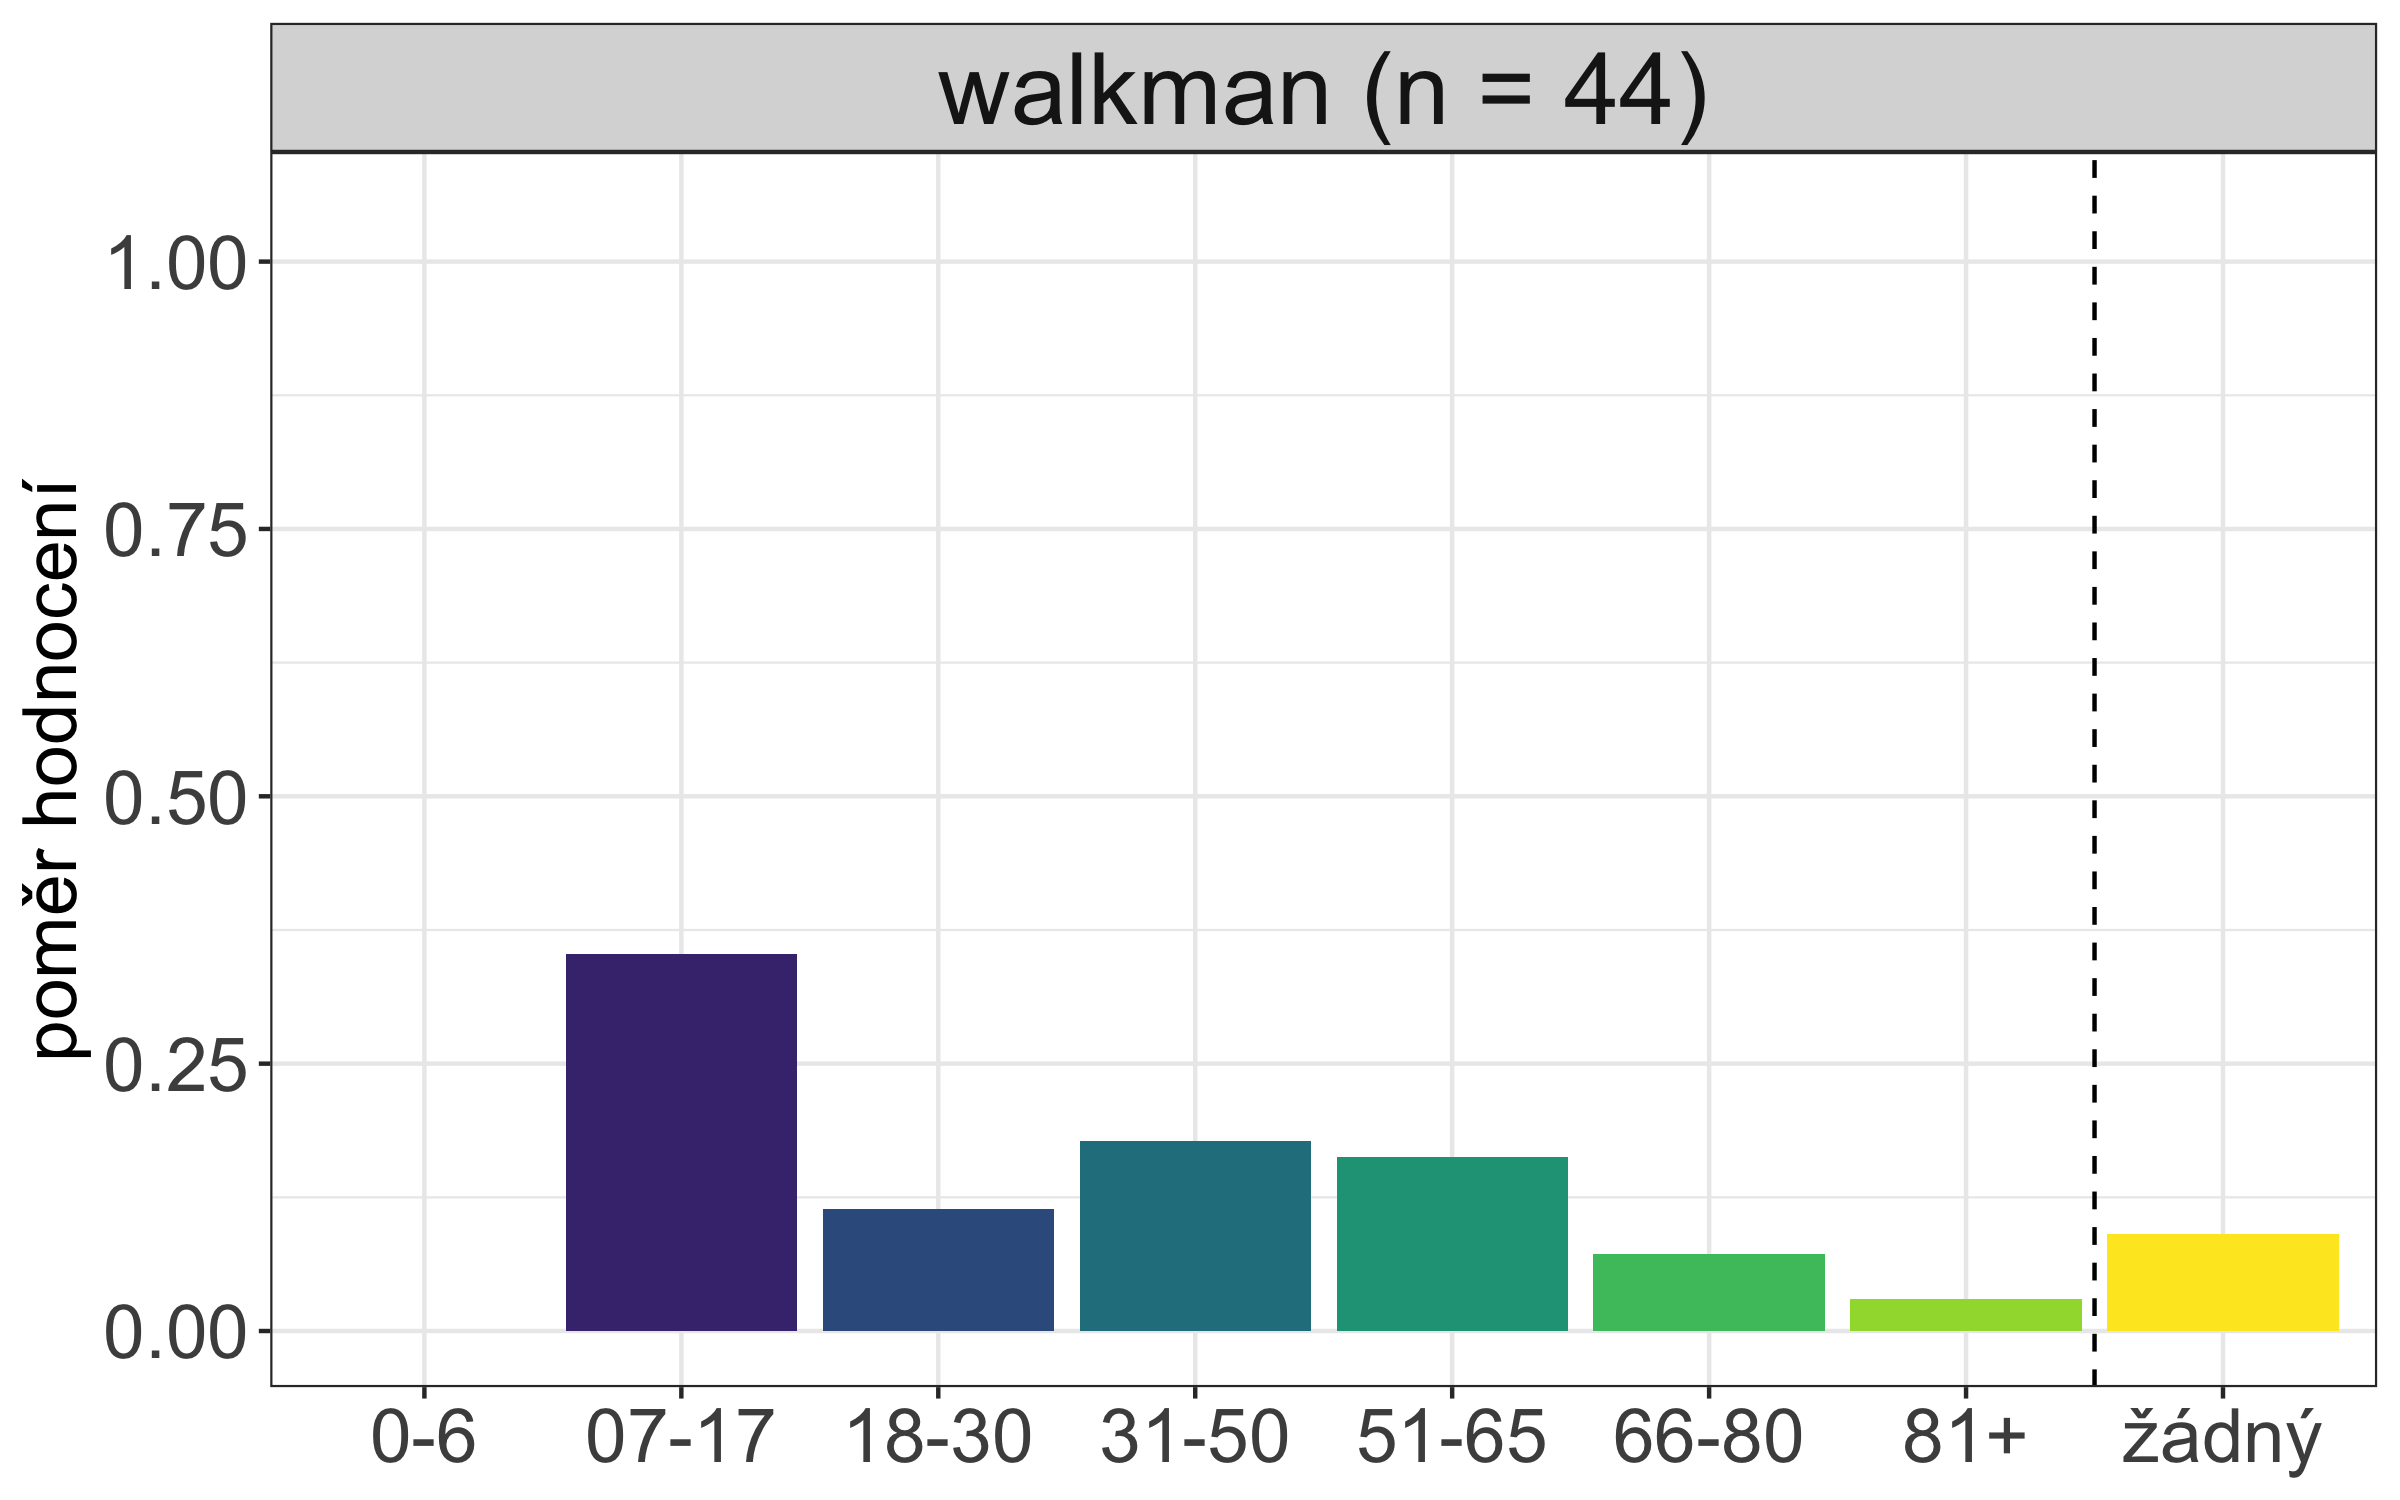 walkman (n = 44)
poměr hodnocení
1.00
0.75
0.50
0.25
0.00
0-6 07-17 18-30 31-50 51-65 66-80 81+ žádný